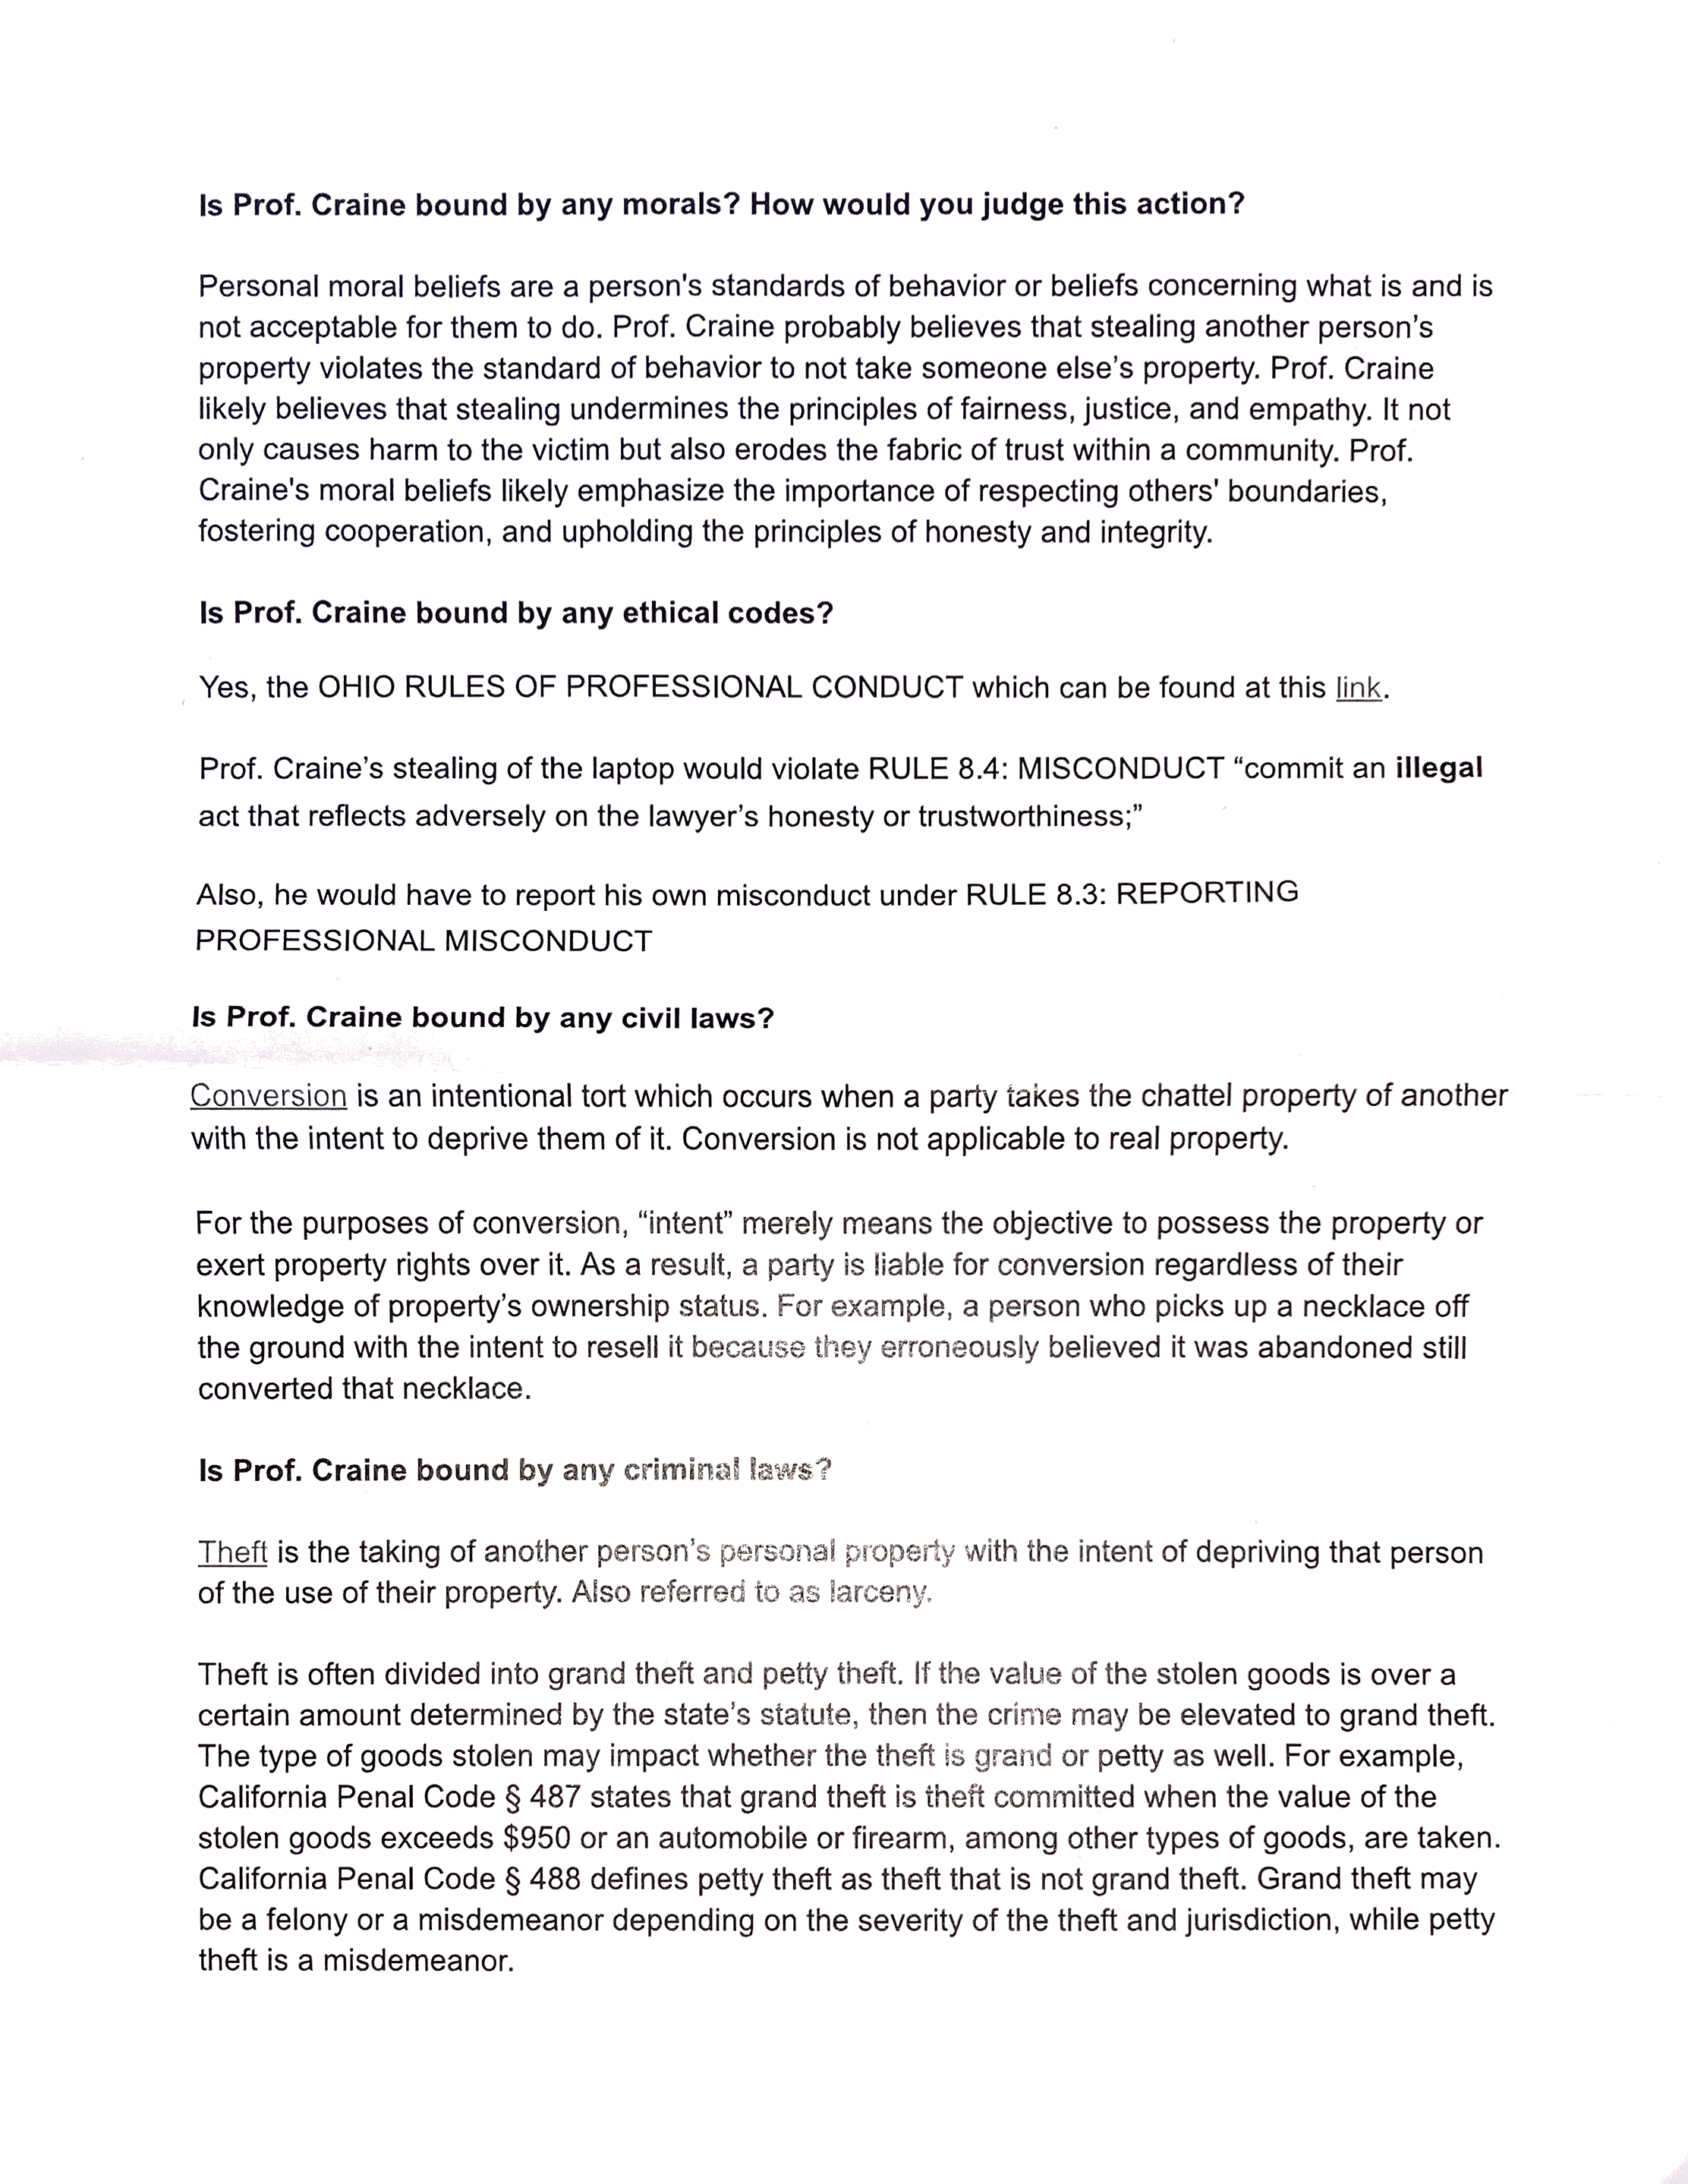 Is Prof. Craine bound by any morals? How would you judge this action?
Personal moral beliefs are a person's standards of behavior or beliefs concerning what is and is
not acceptable for them to do. Prof. Craine probably believes that stealing another person’s
property violates the standard of behavior to not take someone else’s property. Prof. Craine
likely believes that stealing undermines the principles of fairness, justice, and empathy. It not
only causes harm to the victim but also erodes the fabric of trust within a community. Prof.
Craine's moral beliefs likely emphasize the importance of respecting others' boundaries,
fostering cooperation, and upholding the principles of honesty and integrity.
Is Prof. Craine bound by any ethical codes?
Yes, the OHIO RULES OF PROFESSIONAL CONDUCT which can be found at this link.
Prof. Craine’s stealing of the laptop would violate RULE 8.4: MISCONDUCT “commit an illegal
act that reflects adversely on the lawyer’s honesty or trustworthiness;”
Also, he would have to report his own misconduct under RULE 8.3: REPORTING
PROFESSIONAL MISCONDUCT
Is Prof. Craine bound by any civil laws?
Conversion is an intentional tort which occurs when a party takes the chattel property of another
with the intent to deprive them of it. Conversion is not applicable to real property.
For the purposes of conversion, “intent” merely means the objective to possess the property or
exert property rights over it. As a result, a party is liable for conversion regardless of their
knowledge of property’s ownership status. For example, a person who picks up a necklace off
the ground with the intent to resell it because they erroneously believed it was abandoned still
converted that necklace.
Is Prof. Craine bound by any criminal laws?
Theft is the taking of another person’s personal property with the intent of depriving that person
of the use of their property. Also referred to as larceny.
Theft is often divided into grand theft and petty theft. If the value of the stolen goods is over a
certain amount determined by the state’s statute, then the crime may be elevated to grand theft.
The type of goods stolen may impact whether the theft is grand or petty as well. For example,
California Penal Code § 487 states that grand theft is theft committed when the value of the
stolen goods exceeds $950 or an automobile or firearm, among other types of goods, are taken.
California Penal Code § 488 defines petty theft as theft that is not grand theft. Grand theft may
be a felony or a misdemeanor depending on the severity of the theft and jurisdiction, while petty
theft is a misdemeanor.